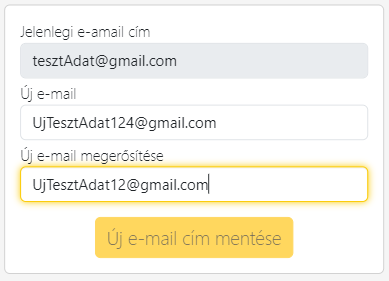 Jelenlegi e-amail cím
tesztAdat@gmail.com
Új e-mail
UjTesztAdat124@gmail.com
Új e-mail megerősítése
UjTesztAdat12@gmail.com
Új e-mail cím mentése